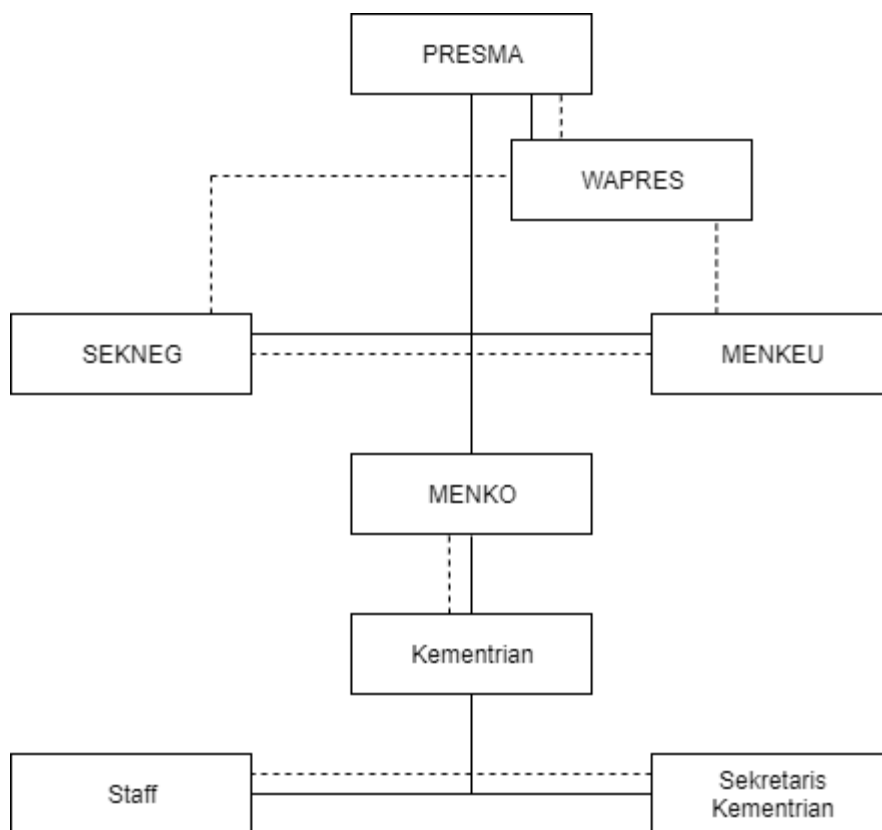 PRESMA
WAPRES
SEKNEG
MENKEU
MENKO
Kementrian
Staff
Sekretaris
Kementrian